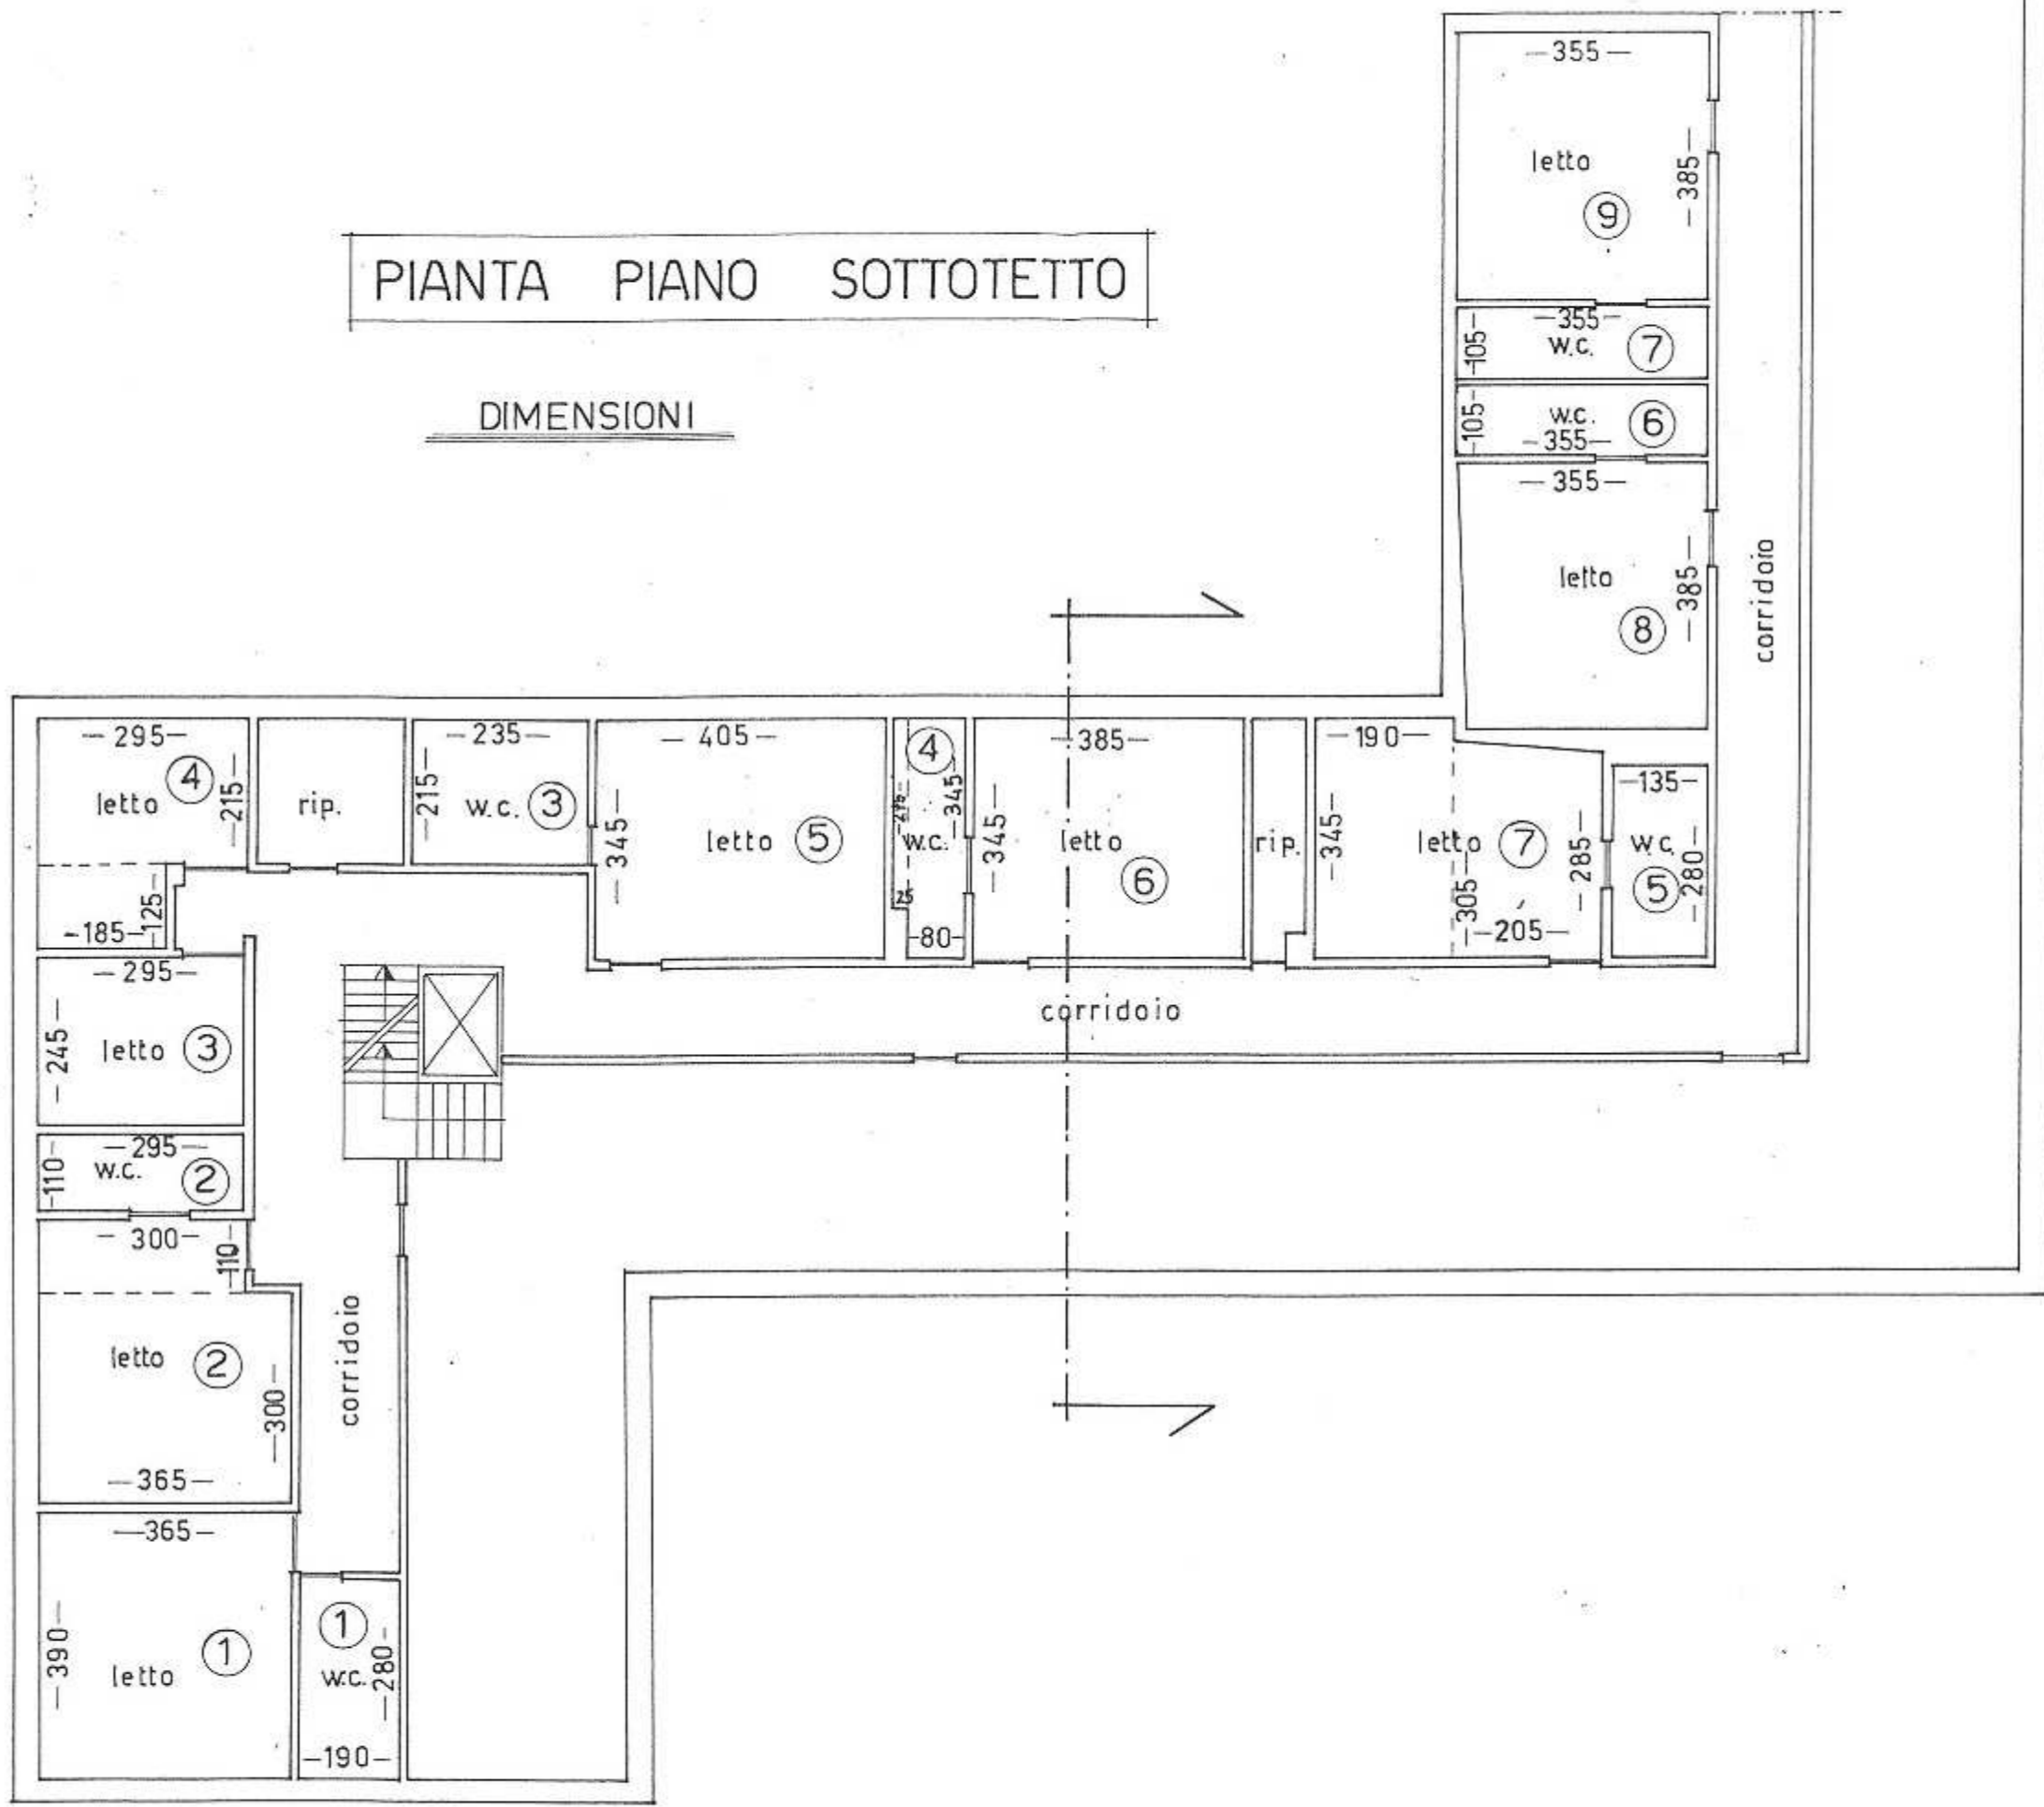 PIANTA PIANO SOTTOTETTO
DIMENSIONI
355
letto
385
9
355
105
w.c.
7
105
w.c.
6
355
355
letto
385
8
corridoio
295
4
letto
215
185
125
rip.
235
215
w.c.
3
405
345
letto
5
4
345
w.c.
25
80
385
345
letto
6
rip.
190
345
letto
7
305
285
205
135
w.c.
5
280
corridoio
295
245
letto
3
295
110
w.c.
2
300
110
letto
2
300
365
corridoio
365
390
letto
1
1
w.c.
280
190